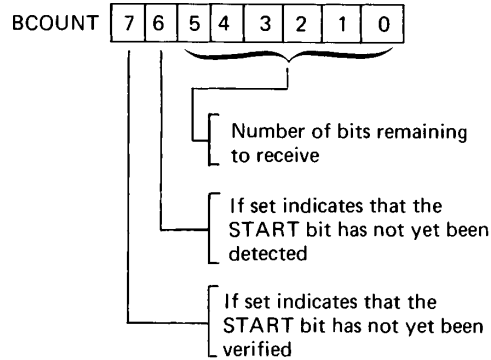 BCOUNT 7 6 5 4 3 2 1 0
Number of bits remaining
to receive
If set indicates that the
START bit has not yet been
detected
If set indicates that the
START bit has not yet been
verified